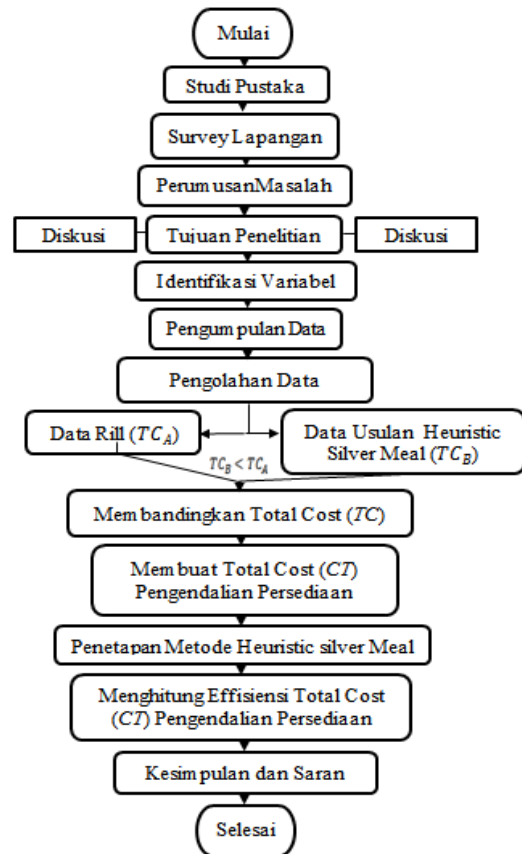 Mulai
Studi Pustaka
Survey Lapangan
PerumusanMasalah
Diskusi
Tujuan Penelitian
Diskusi
Identifikasi Variabel
Pengumpulan Data
Pengolahan Data
Data Rill (TC_A)
Data Usulan Heuristic
Silver Meal (TC_B)
TC_B < TC_A
Membandingkan Total Cost (TC)
Membuat Total Cost (CT)
Pengendalian Persediaan
Penetapan Metode Heuristic silver Meal
Menghitung Effisiensi Total Cost
(CT) Pengendalian Persediaan
Kesimpulan dan Saran
Selesai